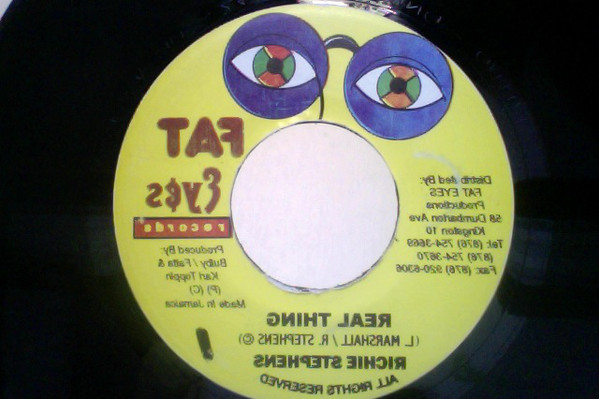 FAT
Eyes
records
Produced By:
Bulby / Fatta &
Karl Toppin
(P) (C)
Made In Jamaica
Distributed By:
FAT EYES
Productions
58 Dumbarton Ave
Kingston 10
Tel: (876) 754-3669
(876) 754-3670
Fax: (876) 920-6306
REAL THING
(L. MARSHALL / R. STEPHENS ©)
RICHIE STEPHENS
ALL RIGHTS RESERVED